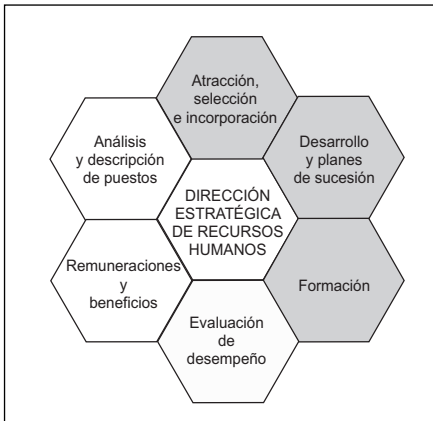 Atracción,
selección
e incorporación
Análisis
y descripción
de puestos
Desarrollo
y planes
de sucesión
DIRECCIÓN
ESTRATÉGICA
DE RECURSOS
HUMANOS
Remuneraciones
y
beneficios
Formación
Evaluación
de
desempeño